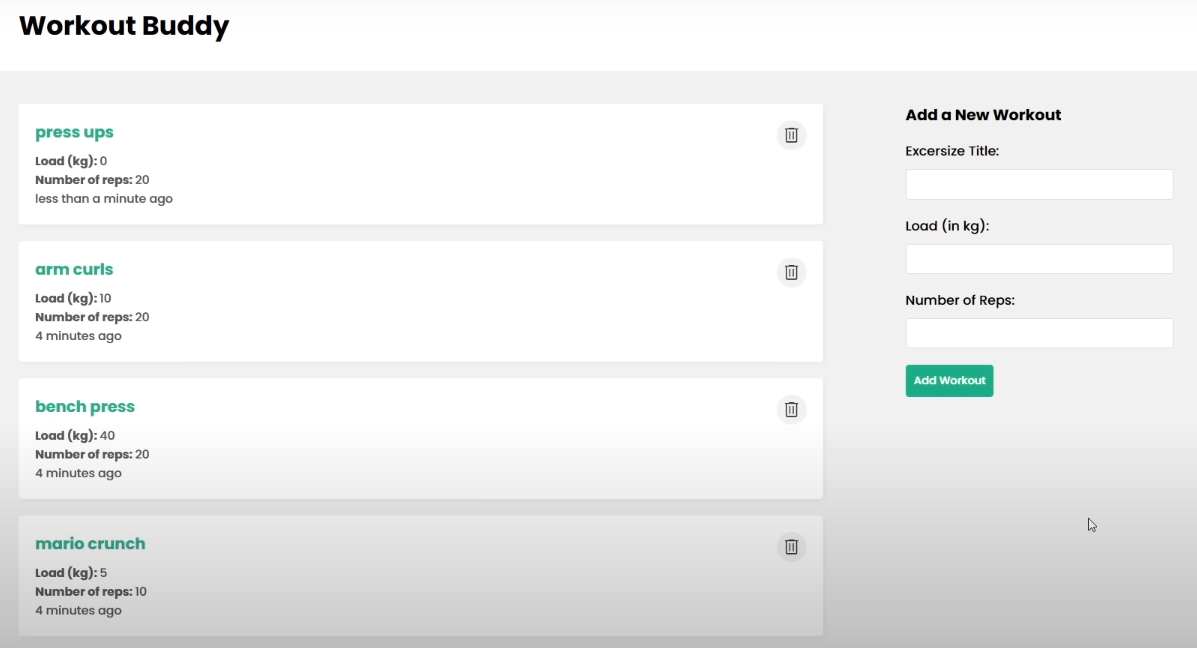 Workout Buddy
press ups
Load (kg): 0
Number of reps: 20
less than a minute ago
arm curls
Load (kg): 10
Number of reps: 20
4 minutes ago
bench press
Load (kg): 40
Number of reps: 20
4 minutes ago
mario crunch
Load (kg): 5
Number of reps: 10
4 minutes ago
Add a New Workout
Excersize Title:
Load (in kg):
Number of Reps:
Add Workout